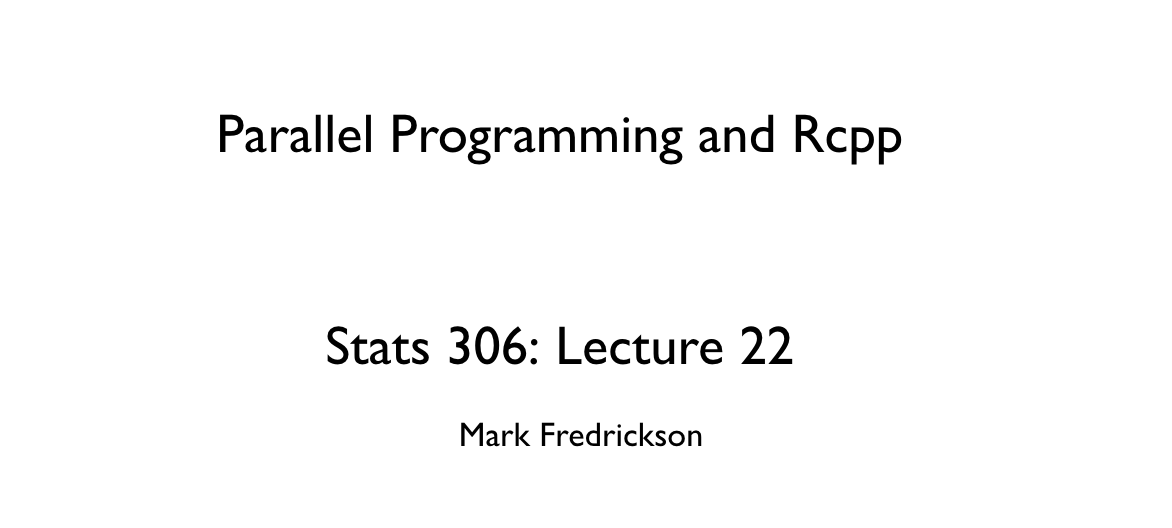 Parallel Programming and Rcpp
Stats 306: Lecture 22
Mark Fredrickson